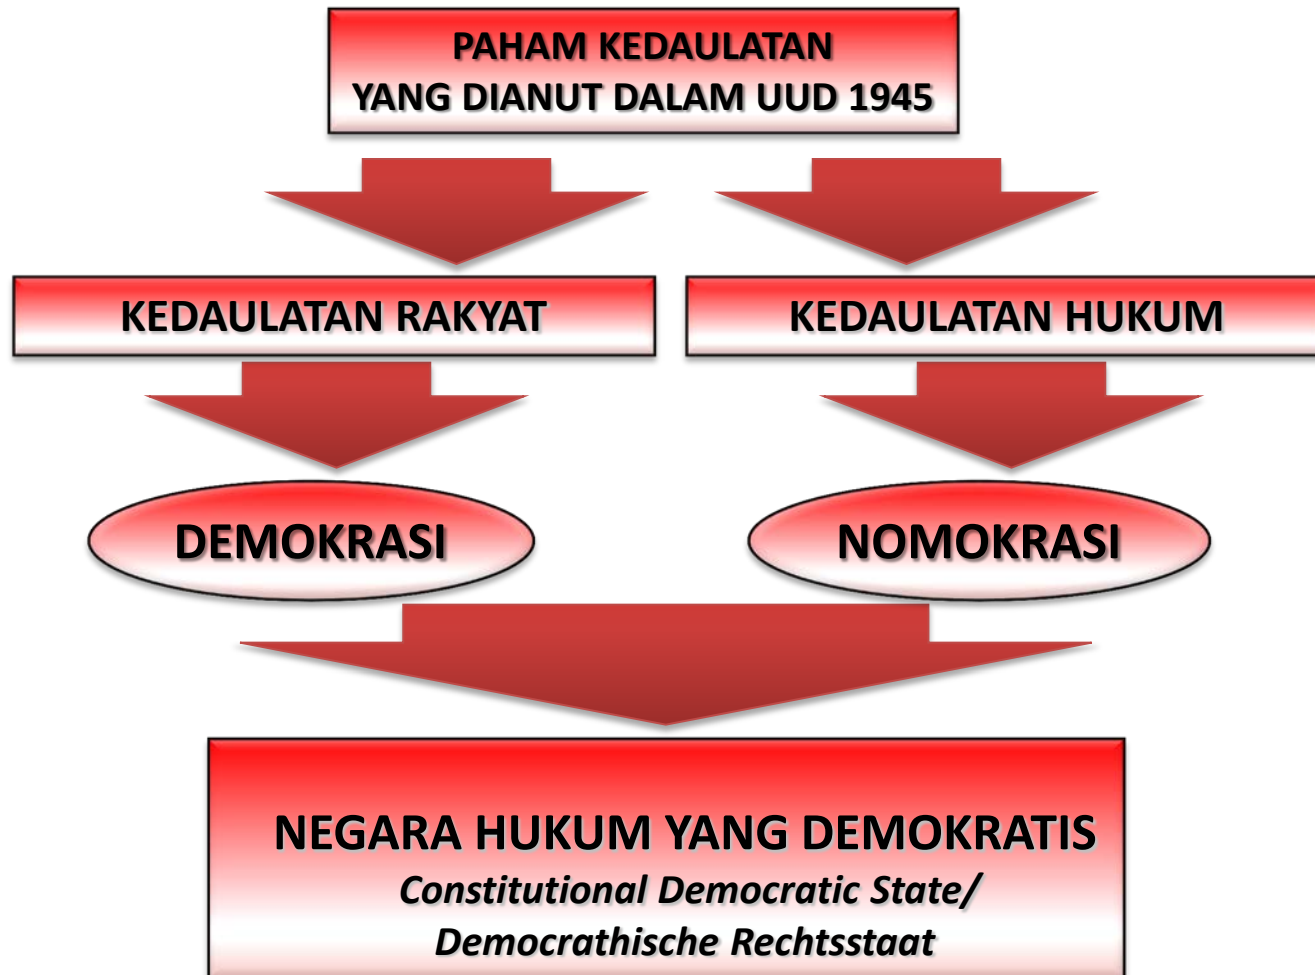 PAHAM KEDAULATAN
YANG DIANUT DALAM UUD 1945
KEDAULATAN RAKYAT
KEDAULATAN HUKUM
DEMOKRASI
NOMOKRASI
NEGARA HUKUM YANG DEMOKRATIS
Constitutional Democratic State/
Democrathische Rechtsstaat